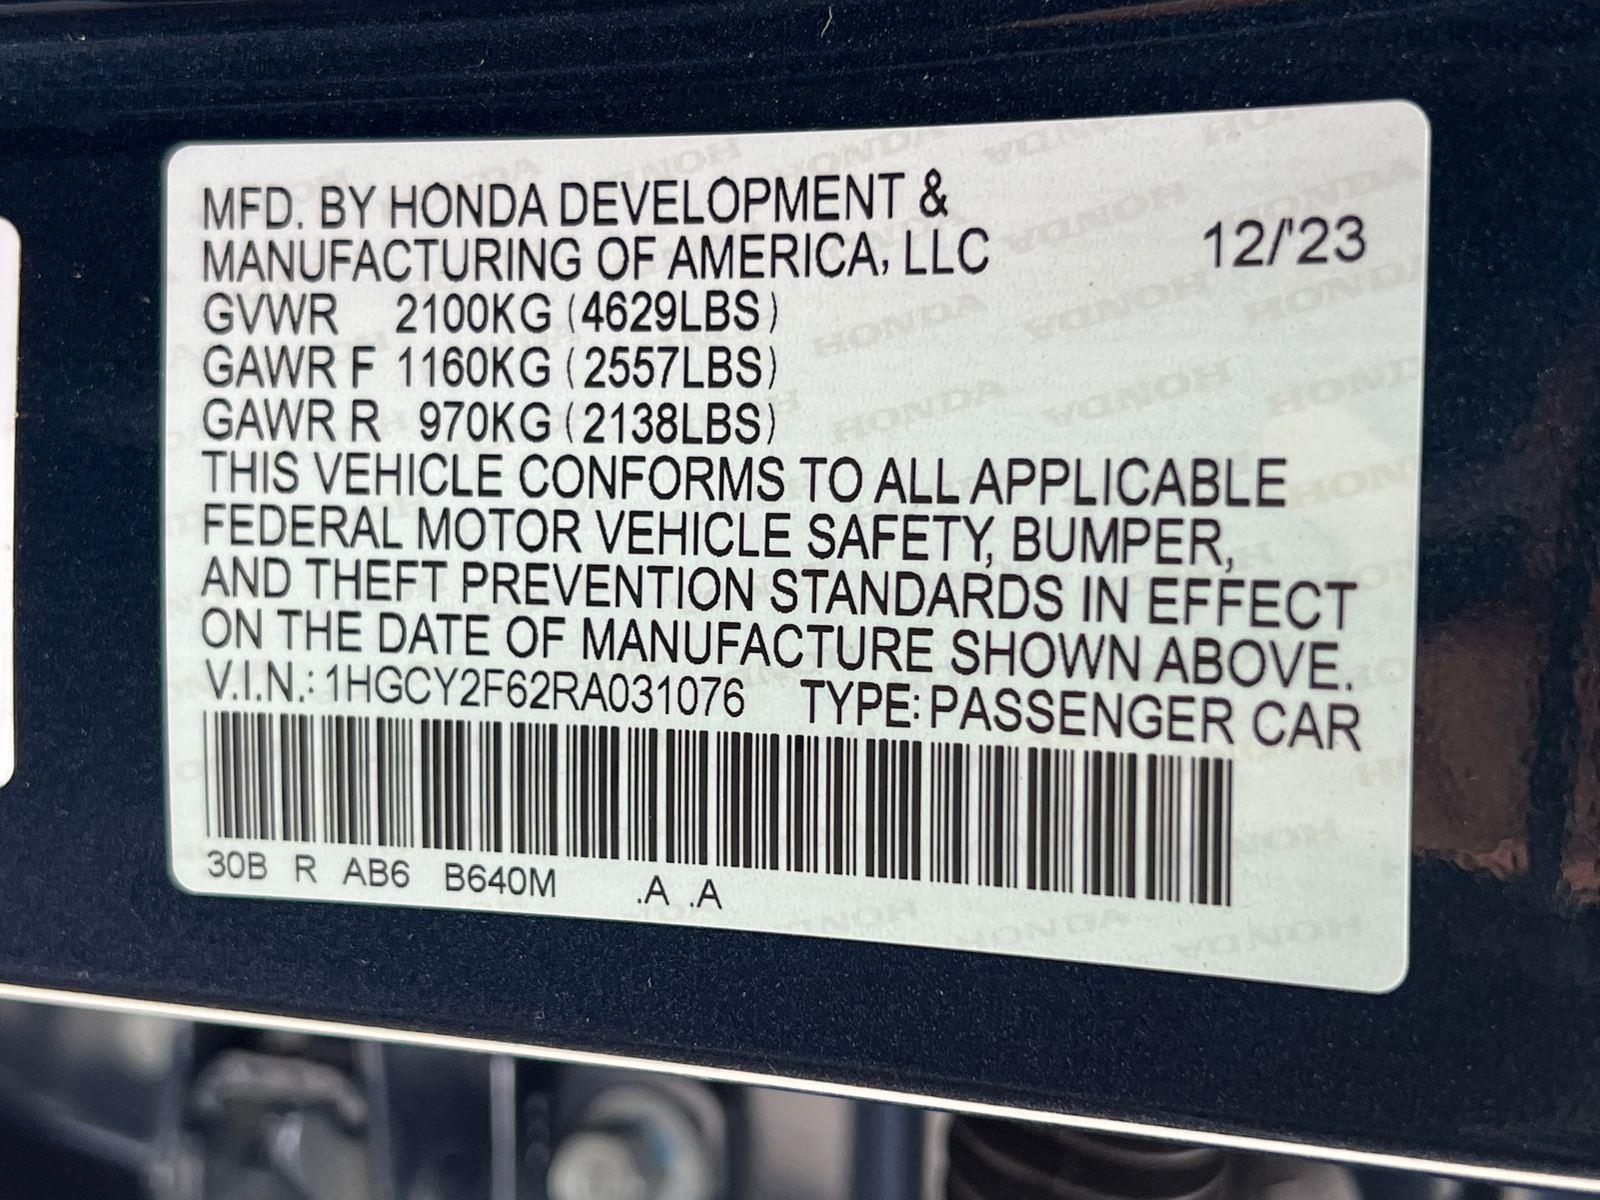 MFD. BY HONDA DEVELOPMENT &
MANUFACTURING OF AMERICA, LLC 12/'23
GVWR 2100KG (4629LBS)
GAWR F 1160KG (2557LBS)
GAWR R 970KG (2138LBS)
THIS VEHICLE CONFORMS TO ALL APPLICABLE
FEDERAL MOTOR VEHICLE SAFETY, BUMPER,
AND THEFT PREVENTION STANDARDS IN EFFECT
ON THE DATE OF MANUFACTURE SHOWN ABOVE.
V.I.N.: 1HGCY2F62RA031076 TYPE: PASSENGER CAR
30B R AB6 B640M .A .A